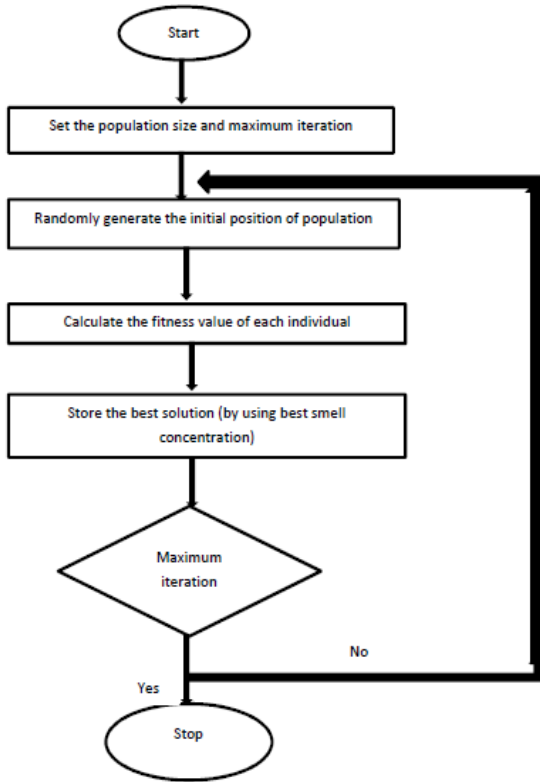 Start
Set the population size and maximum iteration
Randomly generate the initial position of population
Calculate the fitness value of each individual
Store the best solution (by using best smell
concentration)
Maximum
iteration
No
Yes
Stop